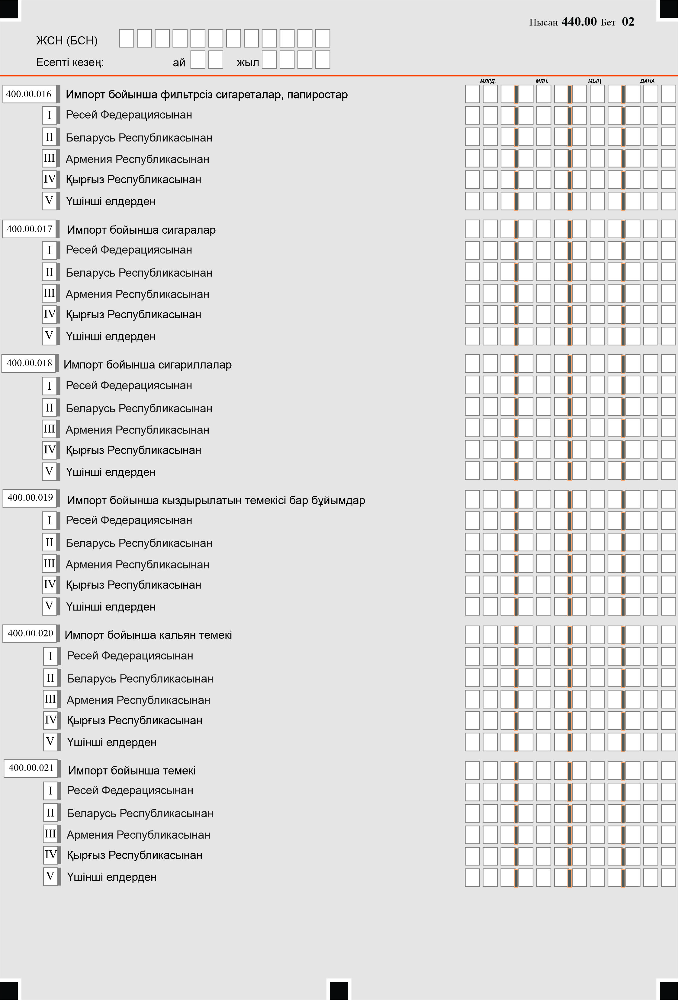 Нысан 440.00 Бет 02
ЖСН (БСН)
Есепті кезең: ай жыл
МЛРД. МЛН. МЫҢ ДАНА
400.00.016 Импорт бойынша фильтрсіз сигареталар, папиростар
I Ресей Федерациясынан
II Беларусь Республикасынан
III Армения Республикасынан
IV Қырғыз Республикасынан
V Үшінші елдерден
400.00.017 Импорт бойынша сигаралар
I Ресей Федерациясынан
II Беларусь Республикасынан
III Армения Республикасынан
IV Қырғыз Республикасынан
V Үшінші елдерден
400.00.018 Импорт бойынша сигариллалар
I Ресей Федерациясынан
II Беларусь Республикасынан
III Армения Республикасынан
IV Қырғыз Республикасынан
V Үшінші елдерден
400.00.019 Импорт бойынша кыздырылатын темекісі бар бұйымдар
I Ресей Федерациясынан
II Беларусь Республикасынан
III Армения Республикасынан
IV Қырғыз Республикасынан
V Үшінші елдерден
400.00.020 Импорт бойынша кальян темекі
I Ресей Федерациясынан
II Беларусь Республикасынан
III Армения Республикасынан
IV Қырғыз Республикасынан
V Үшінші елдерден
400.00.021 Импорт бойынша темекі
I Ресей Федерациясынан
II Беларусь Республикасынан
III Армения Республикасынан
IV Қырғыз Республикасынан
V Үшінші елдерден